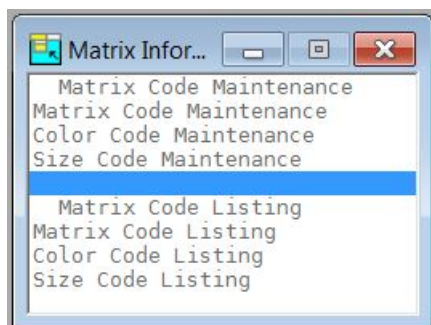 Matrix Infor...
Matrix Code Maintenance
Matrix Code Maintenance
Color Code Maintenance
Size Code Maintenance
Matrix Code Listing
Matrix Code Listing
Color Code Listing
Size Code Listing